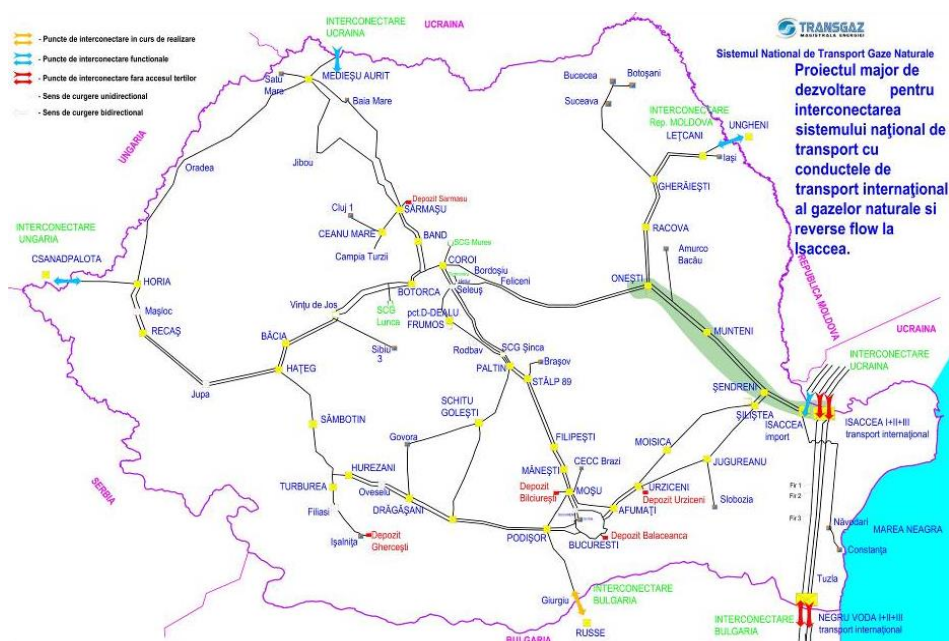 INTERCONECTARE
UCRAINA
UCRAINA
TRANSGAZ
MAGISTRALA ENERGIEI
Sistemul National de Transport Gaze Naturale
Proiectul major de
dezvoltare pentru
interconectarea
sistemului naţional de
transport cu
conductele de
transport internaţional
al gazelor naturale si
reverse flow la
Isaccea.
- Puncte de interconectare in curs de realizare
- Puncte de interconectare functionale
- Puncte de interconectare fara accesul tertilor
- Sens de curgere unidirectional
- Sens de curgere bidirectional
Satu
Mare
MEDIEŞU AURIT
Baia Mare
Bucecea
Botoşani
Suceava
INTERCONECTARE
Rep. MOLDOVA
LEŢCANI
UNGHENI
Iaşi
UNGARIA
Oradea
Jibou
GHERĂIEŞTI
Depozit Sarmasu
SĂRMAŞU
Cluj 1
CEANU MARE
BAND
Campia Turzii
RACOVA
INTERCONECTARE
UNGARIA
CSANADPALOTA
SCG Mures
COROI
Bordoşiu
Feliceni
Amurco
Bacău
ONEŞTI
REPUBLICA MOLDOVA
HORIA
BOTORCA
Seleuş
Vinţu de Jos
SCG
Lunca
pct.D-DEALU
FRUMOS
Maşloc
RECAŞ
BĂCIA
Sibiu
3
Rodbav
SCG Şinca
MUNTENI
UCRAINA
INTERCONECTARE
UCRAINA
HAŢEG
PALTIN
Braşov
STÂLP 89
Jupa
ŞENDRENI
SILIŞTEA
ISACCEA
import
ISACCEA I+II+III
transport international
SÂMBOTIN
SCHITU
GOLEŞTI
Govora
FILIPEŞTI
MOISICA
JUGUREANU
CECC Brazi
MĂNEŞTI
SERBIA
HUREZANI
TURBUREA
Oveselu
Depozit
Bilciureşti
MOŞU
URZICENI
Depozit Urziceni
Slobozia
Fir 1
Fir 2
Fir 3
Filiasi
DRĂGĂŞANI
AFUMAŢI
Năvodari
MAREA NEAGRA
Işalniţa
Depozit
Gherceşti
PODIŞOR
BUCURESTI
Depozit Balaceanca
Constanţa
Tuzla
Giurgiu
INTERCONECTARE
BULGARIA
RUSSE
BULGARIA
INTERCONECTARE
BULGARIA
NEGRU VODA I+II+III
transport international